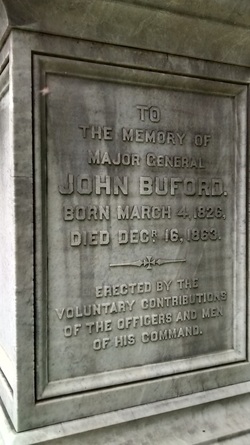 TO
THE MEMORY OF
MAJOR GENERAL
JOHN BUFORD.
BORN MARCH 4, 1826,
DIED DECR. 16, 1863.
ERECTED BY THE
VOLUNTARY CONTRIBUTIONS
OF THE OFFICERS AND MEN
OF HIS COMMAND.